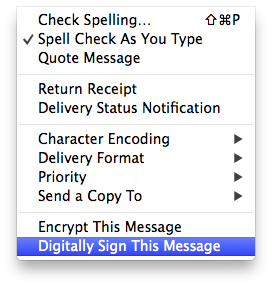 Check Spelling... ⇧⌘P
✓ Spell Check As You Type
Quote Message
Return Receipt
Delivery Status Notification
Character Encoding ▶
Delivery Format ▶
Priority ▶
Send a Copy To ▶
Encrypt This Message
Digitally Sign This Message